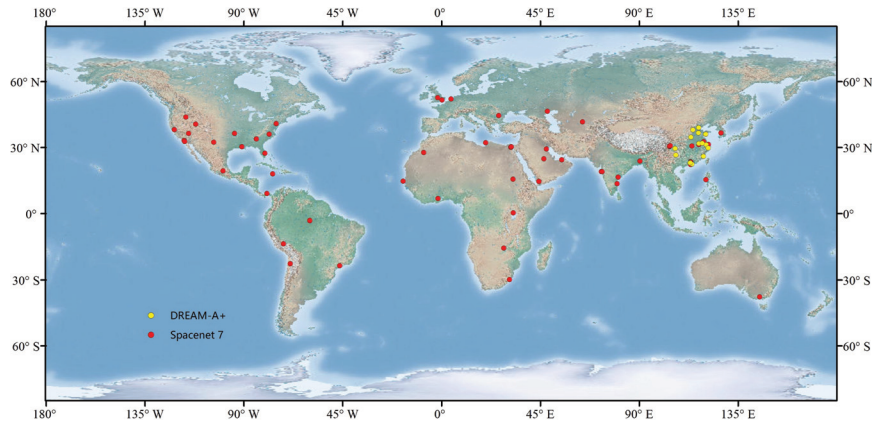 180° W 135° W 90° W 45° W 0° 45° E 90° E 135° E
60° N 60° N
30° N 30° N
0° 0°
30° S 30° S
DREAM-A+
Spacenet 7
60° S 60° S
180° W 135° W 90° W 45° W 0° 45° E 90° E 135° E